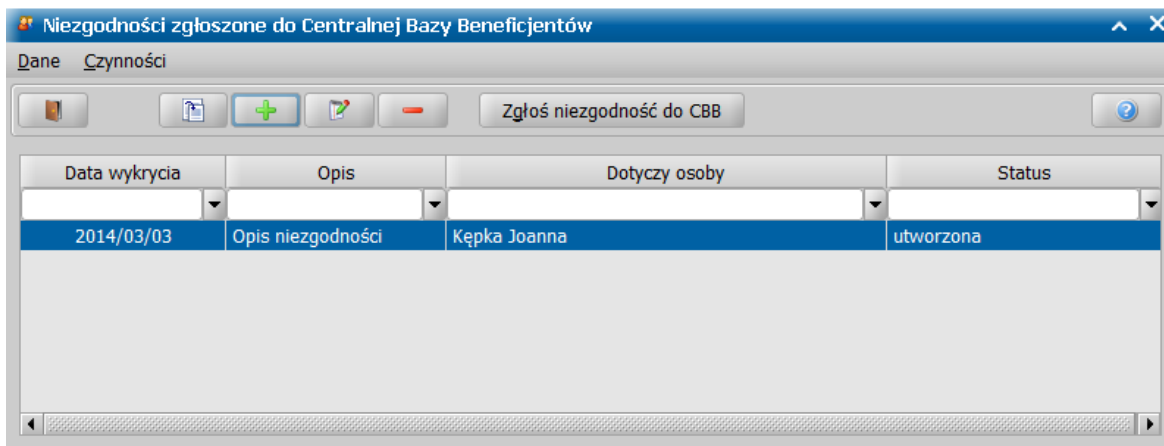 Niezgodności zgłoszone do Centralnej Bazy Beneficjentów
Dane Czynności
Zgłoś niezgodność do CBB
Data wykrycia Opis Dotyczy osoby Status
2014/03/03 Opis niezgodności Kępka Joanna utworzona